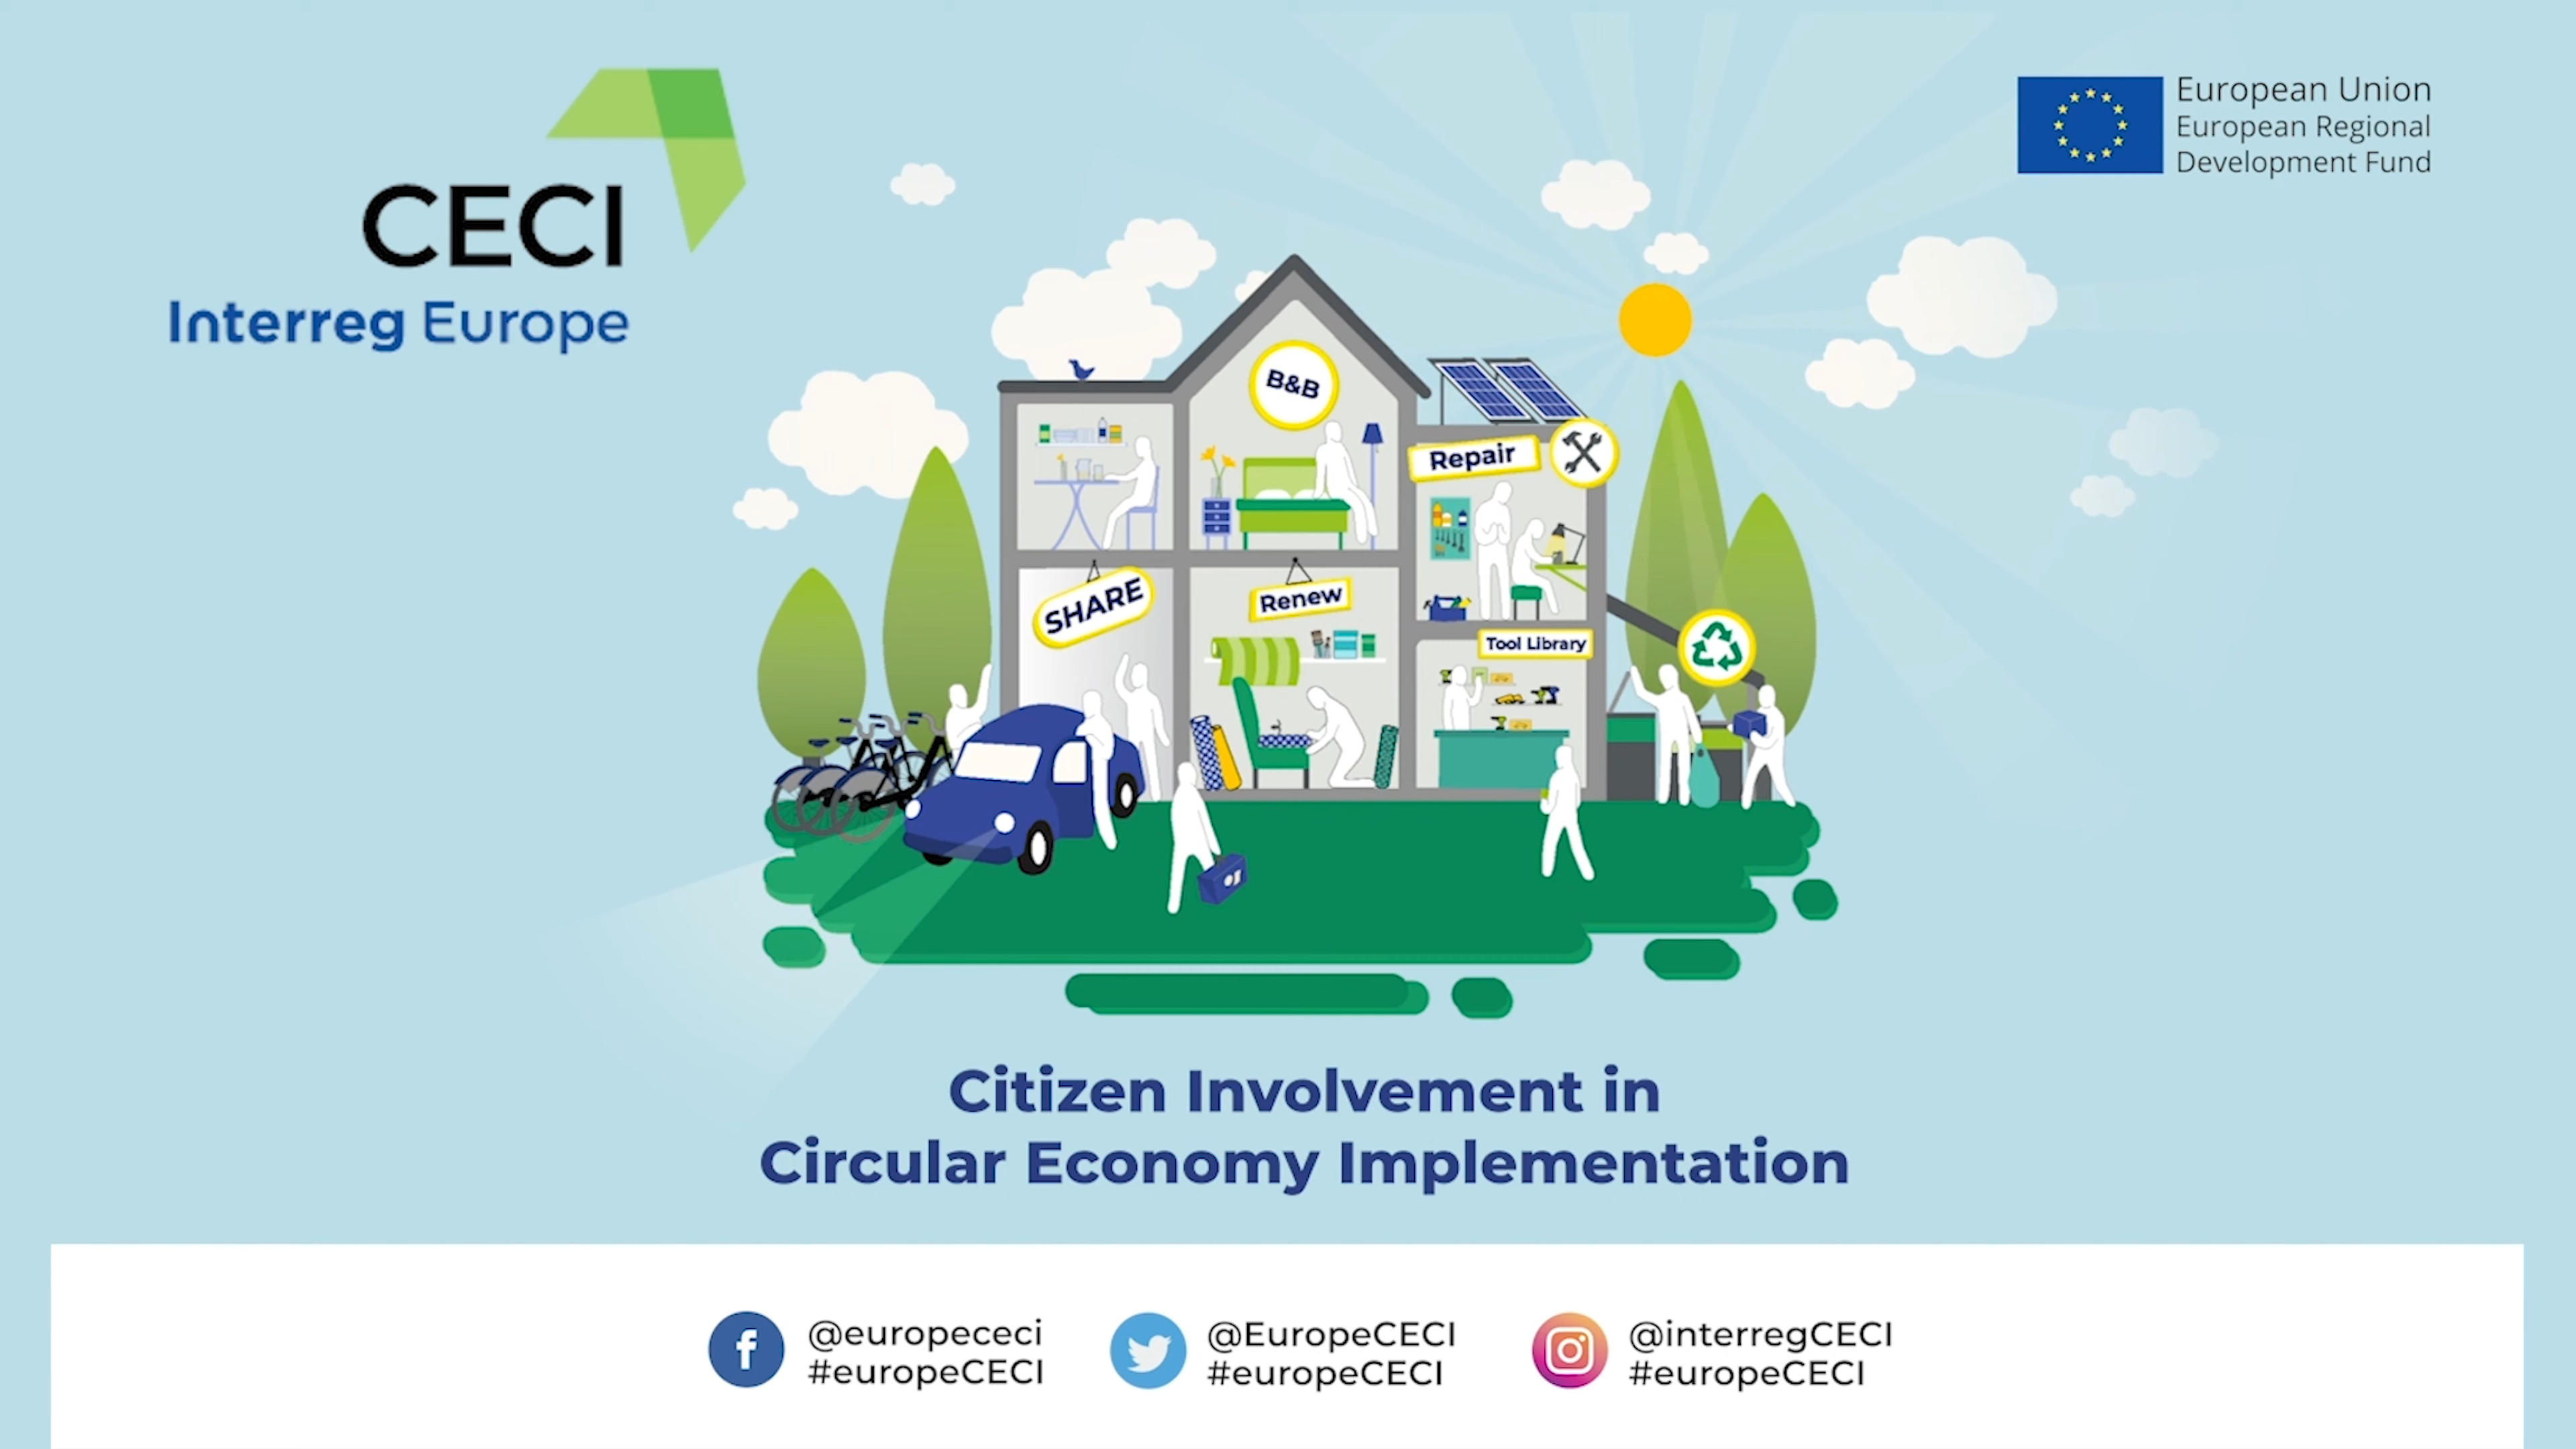 CECI
Interreg Europe
European Union
European Regional
Development Fund
B&B
Repair
SHARE
Renew
Tool Library
Citizen Involvement in
Circular Economy Implementation
@europececi
#europeCECI
@EuropeCECI
#europeCECI
@interregCECI
#europeCECI